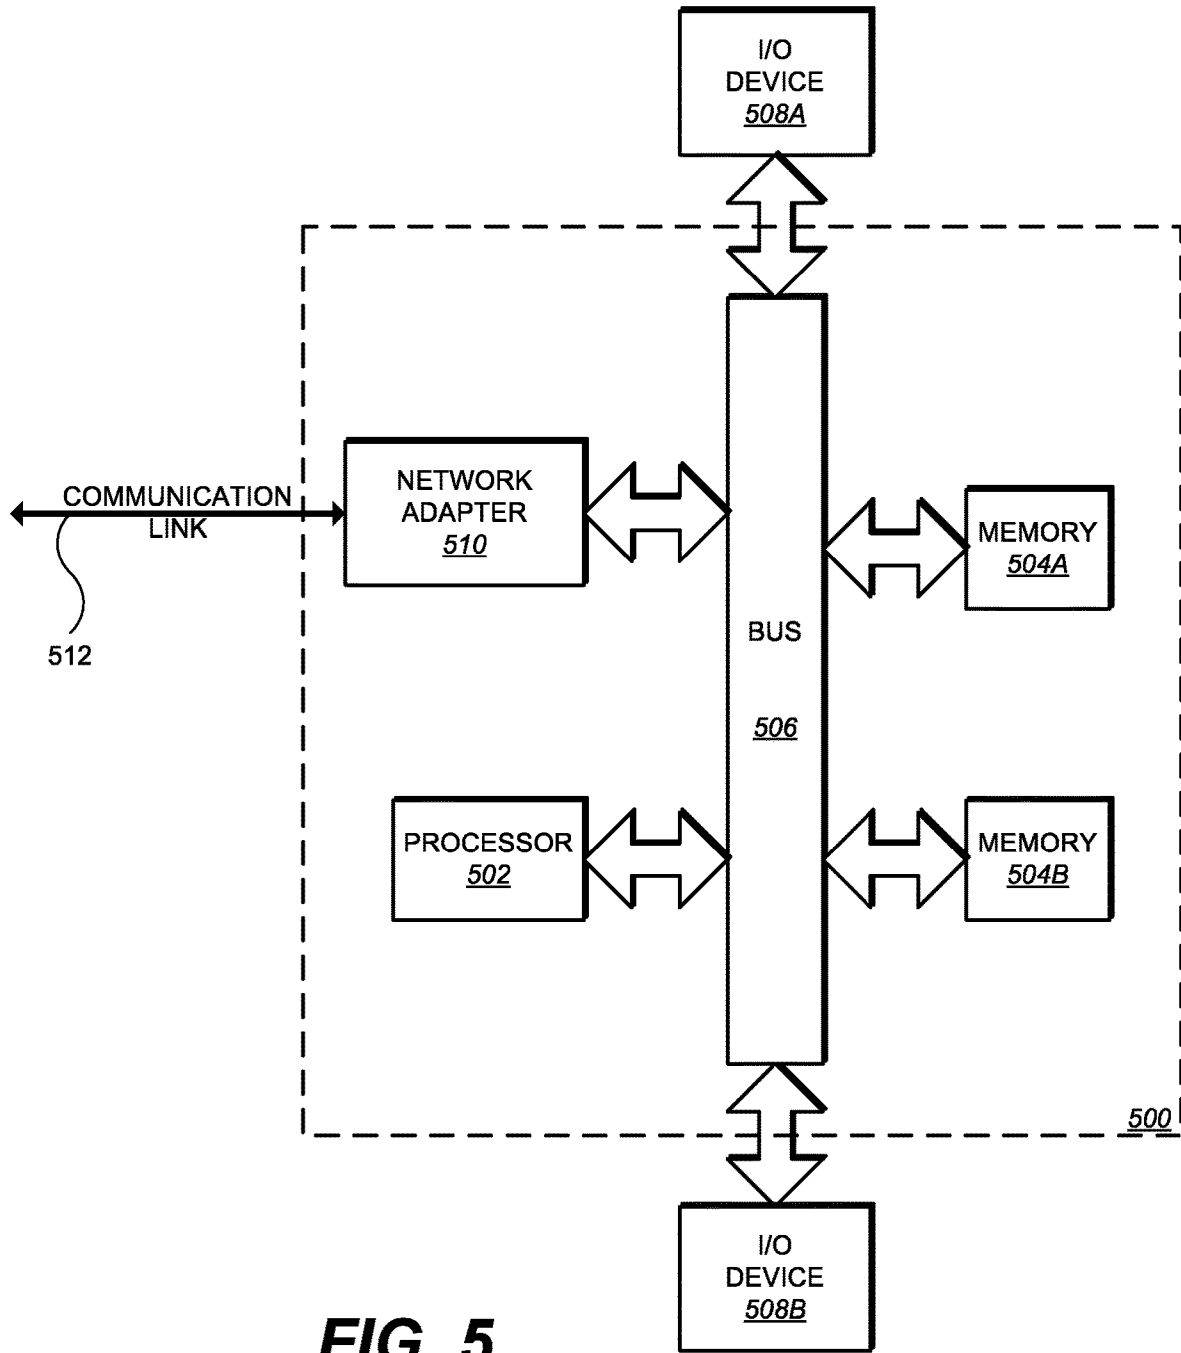 I/O
DEVICE
508A
COMMUNICATION
LINK
512
NETWORK
ADAPTER
510
MEMORY
504A
BUS
506
PROCESSOR
502
MEMORY
504B
500
I/O
DEVICE
508B
FIG. 5